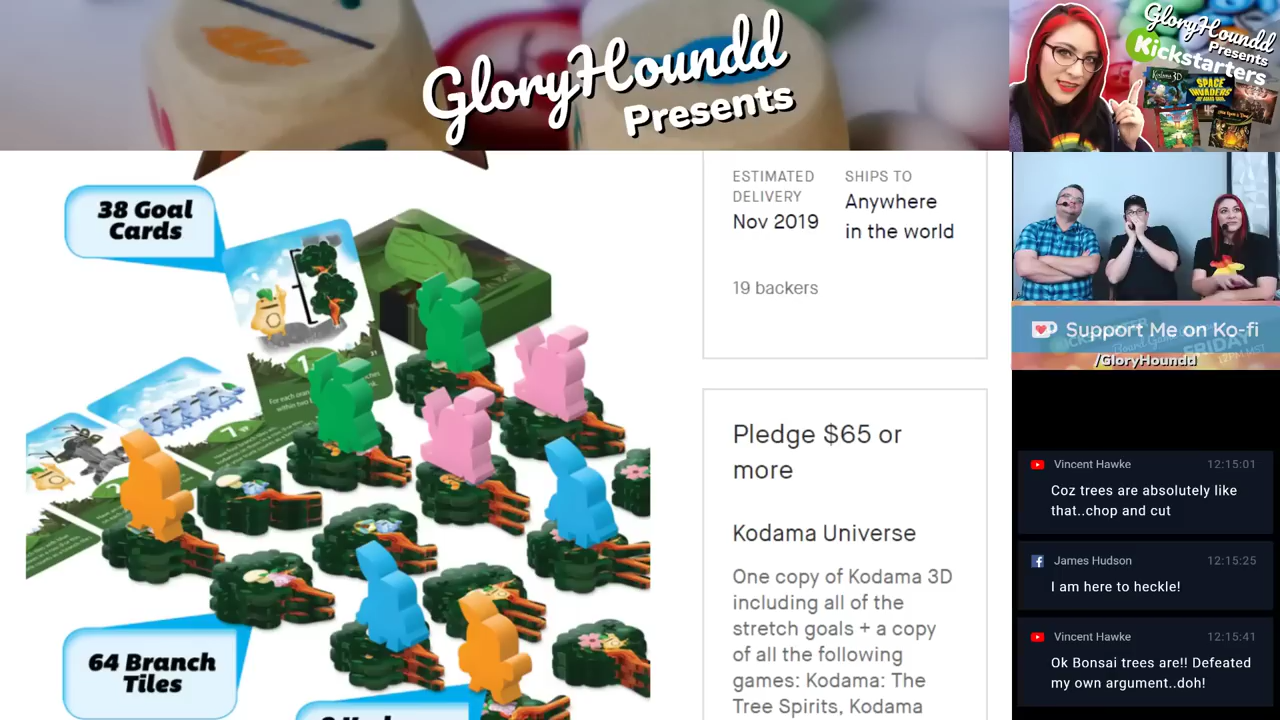 GloryHoundd
Presents
GloryHoundd
Presents
Kickstarters
Kodama 3D
SPACE
INVADERS
38 Goal
Cards
64 Branch
Tiles
ESTIMATED
DELIVERY
Nov 2019
SHIPS TO
Anywhere
in the world
19 backers
Pledge $65 or
more
Kodama Universe
One copy of Kodama 3D
including all of the
stretch goals + a copy
of all the following
games: Kodama: The
Tree Spirits, Kodama
Support Me on Ko-fi
/GloryHoundd
Vincent Hawke 12:15:01
Coz trees are absolutely like
that..chop and cut
James Hudson 12:15:25
I am here to heckle!
Vincent Hawke 12:15:41
Ok Bonsai trees are!! Defeated
my own argument..doh!